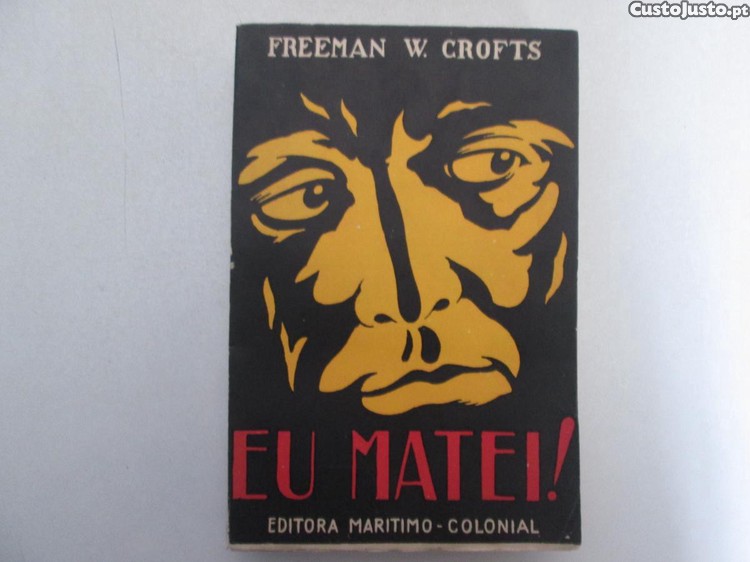 CustoJusto.pt
FREEMAN W. CROFTS
EU MATEI!
EDITORA MARITIMO - COLONIAL